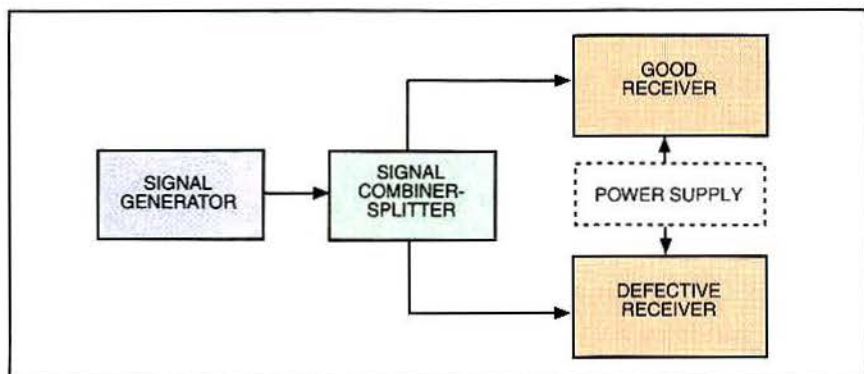 GOOD
RECEIVER
SIGNAL
GENERATOR
SIGNAL
COMBINER-
SPLITTER
POWER SUPPLY
DEFECTIVE
RECEIVER